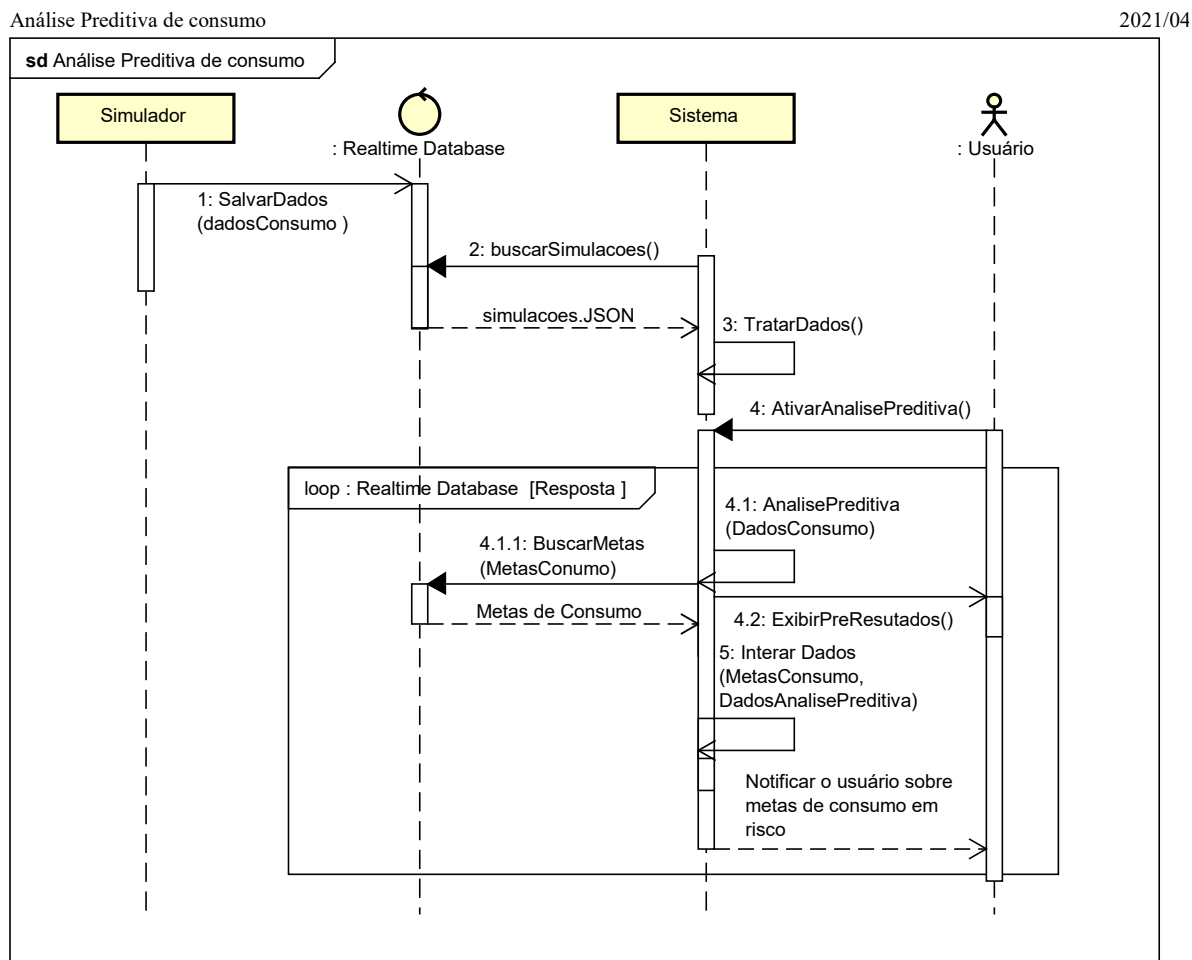 Análise Preditiva de consumo
2021/04
sd Análise Preditiva de consumo
Simulador
: Realtime Database
Sistema
: Usuário
1: SalvarDados
(dadosConsumo )
2: buscarSimulacoes()
simulacoes.JSON
3: TratarDados()
4: AtivarAnalisePreditiva()
loop : Realtime Database [Resposta ]
4.1: AnalisePreditiva
(DadosConsumo)
4.1.1: BuscarMetas
(MetasConumo)
Metas de Consumo
4.2: ExibirPreResutados()
5: Interar Dados
(MetasConsumo,
DadosAnalisePreditiva)
Notificar o usuário sobre
metas de consumo em
risco